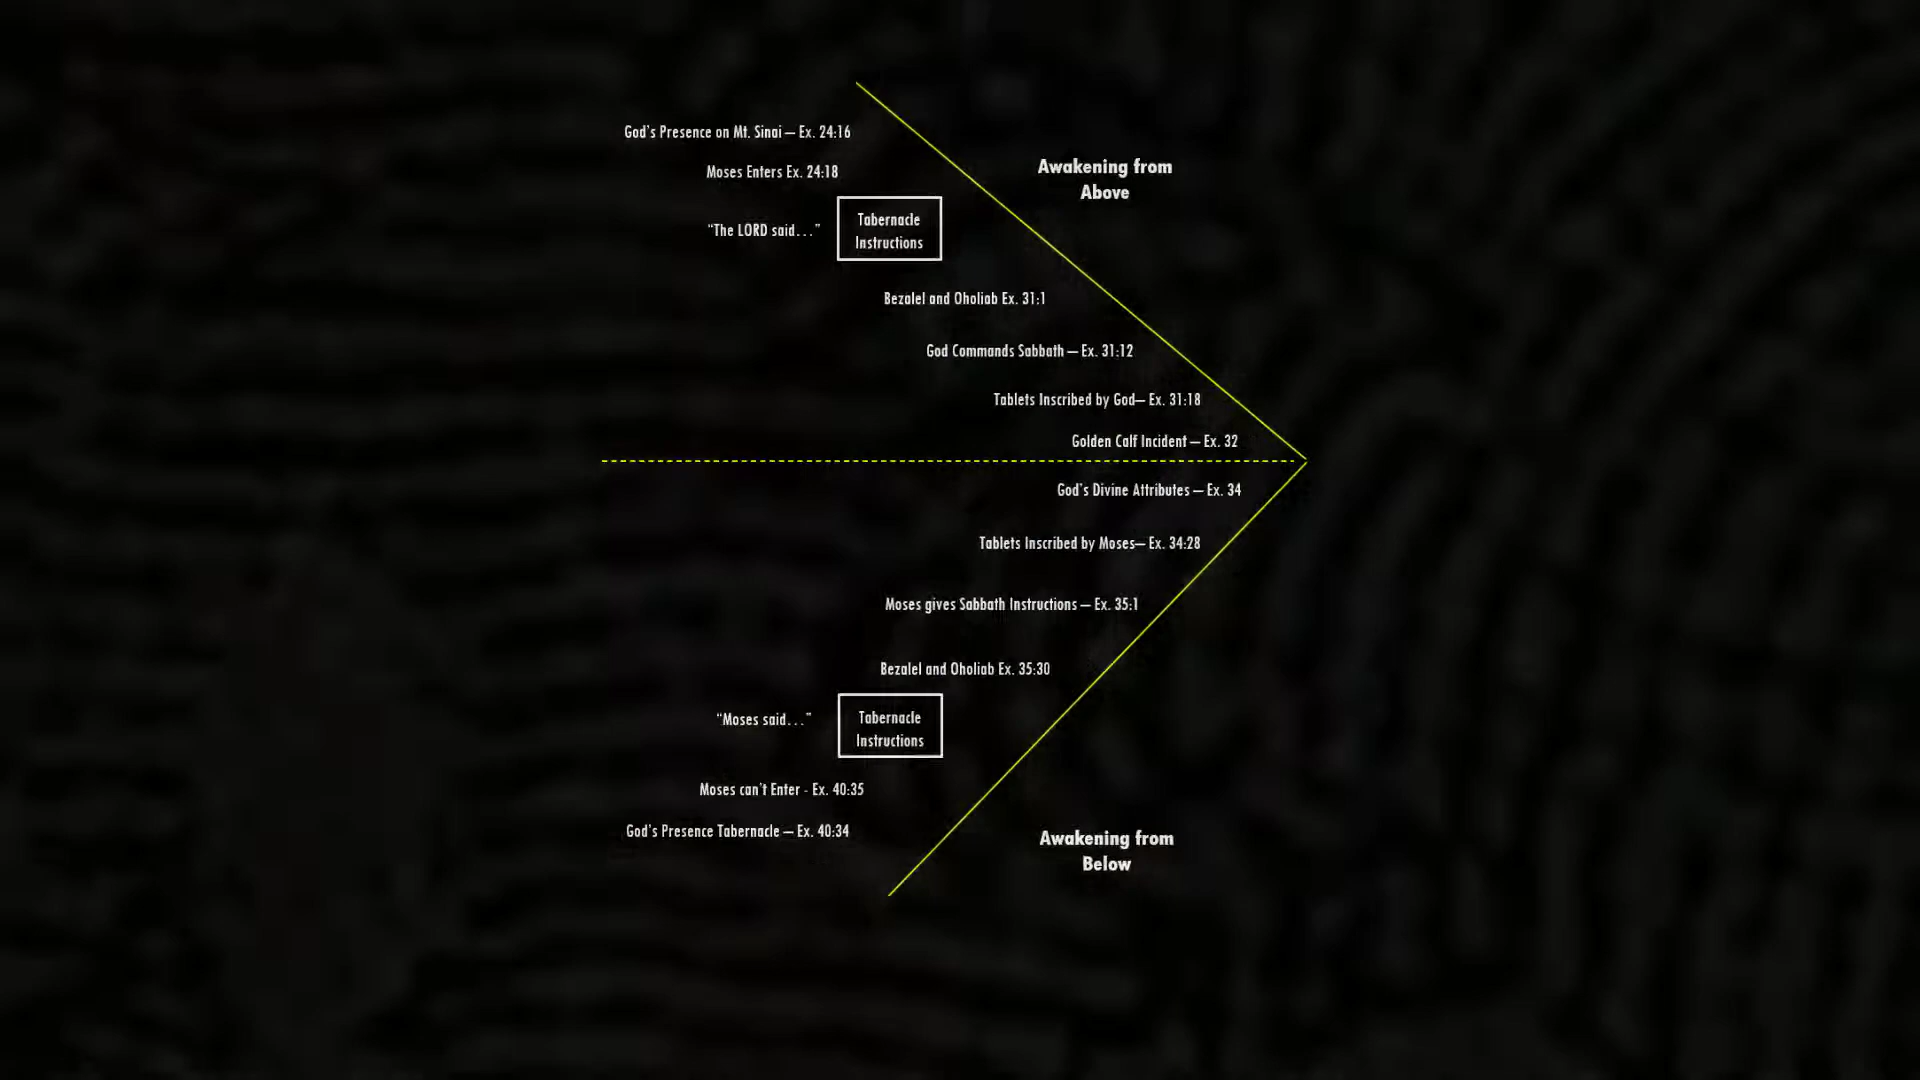 God's Presence on Mt. Sinai – Ex. 24:16
Awakening from
Above
Moses Enters Ex. 24:18
"The LORD said..."
Tabernacle
Instructions
Bezalel and Oholiab Ex. 31:1
God Commands Sabbath – Ex. 31:12
Tablets Inscribed by God– Ex. 31:18
Golden Calf Incident – Ex. 32
God's Divine Attributes – Ex. 34
Tablets Inscribed by Moses– Ex. 34:28
Moses gives Sabbath Instructions – Ex. 35:1
Bezalel and Oholiab Ex. 35:30
"Moses said..."
Tabernacle
Instructions
Moses can't Enter - Ex. 40:35
God's Presence Tabernacle – Ex. 40:34
Awakening from
Below